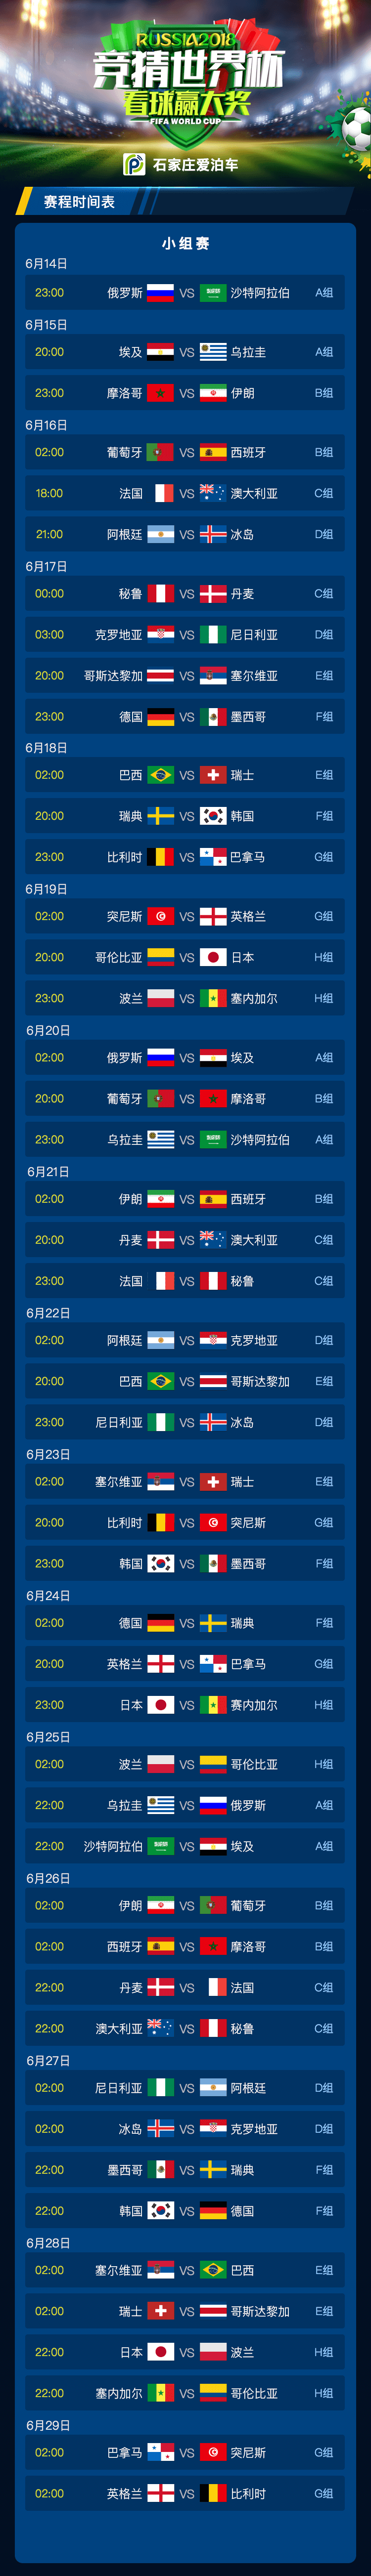 RUSS1A2018
竞猜世界杯
看球赢大奖
FIFA WORLD CUP
石家庄爱泊车
赛程时间表
小组赛
6月14日
23:00 俄罗斯 VS 沙特阿拉伯 A组
6月15日
20:00 埃及 VS 乌拉圭 A组
23:00 摩洛哥 VS 伊朗 B组
6月16日
02:00 葡萄牙 VS 西班牙 B组
18:00 法国 VS 澳大利亚 C组
21:00 阿根廷 VS 冰岛 D组
6月17日
00:00 秘鲁 VS 丹麦 C组
03:00 克罗地亚 VS 尼日利亚 D组
20:00 哥斯达黎加 VS 塞尔维亚 E组
23:00 德国 VS 墨西哥 F组
6月18日
02:00 巴西 VS 瑞士 E组
20:00 瑞典 VS 韩国 F组
23:00 比利时 VS 巴拿马 G组
6月19日
02:00 突尼斯 VS 英格兰 G组
20:00 哥伦比亚 VS 日本 H组
23:00 波兰 VS 塞内加尔 H组
6月20日
02:00 俄罗斯 VS 埃及 A组
20:00 葡萄牙 VS 摩洛哥 B组
23:00 乌拉圭 VS 沙特阿拉伯 A组
6月21日
02:00 伊朗 VS 西班牙 B组
20:00 丹麦 VS 澳大利亚 C组
23:00 法国 VS 秘鲁 C组
6月22日
02:00 阿根廷 VS 克罗地亚 D组
20:00 巴西 VS 哥斯达黎加 E组
23:00 尼日利亚 VS 冰岛 D组
6月23日
02:00 塞尔维亚 VS 瑞士 E组
20:00 比利时 VS 突尼斯 G组
23:00 韩国 VS 墨西哥 F组
6月24日
02:00 德国 VS 瑞典 F组
20:00 英格兰 VS 巴拿马 G组
23:00 日本 VS 赛内加尔 H组
6月25日
02:00 波兰 VS 哥伦比亚 H组
22:00 乌拉圭 VS 俄罗斯 A组
22:00 沙特阿拉伯 VS 埃及 A组
6月26日
02:00 伊朗 VS 葡萄牙 B组
02:00 西班牙 VS 摩洛哥 B组
22:00 丹麦 VS 法国 C组
22:00 澳大利亚 VS 秘鲁 C组
6月27日
02:00 尼日利亚 VS 阿根廷 D组
02:00 冰岛 VS 克罗地亚 D组
22:00 墨西哥 VS 瑞典 F组
22:00 韩国 VS 德国 F组
6月28日
02:00 塞尔维亚 VS 巴西 E组
02:00 瑞士 VS 哥斯达黎加 E组
22:00 日本 VS 波兰 H组
22:00 塞内加尔 VS 哥伦比亚 H组
6月29日
02:00 巴拿马 VS 突尼斯 G组
02:00 英格兰 VS 比利时 G组